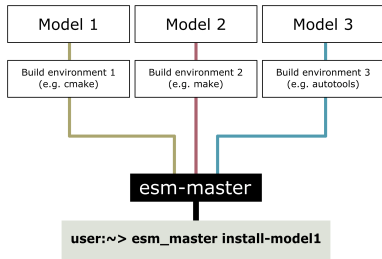 Model 1
Model 2
Model 3
Build environment 1
(e.g. cmake)
Build environment 2
(e.g. make)
Build environment 3
(e.g. autotools)
esm-master
user:~> esm_master install-model1